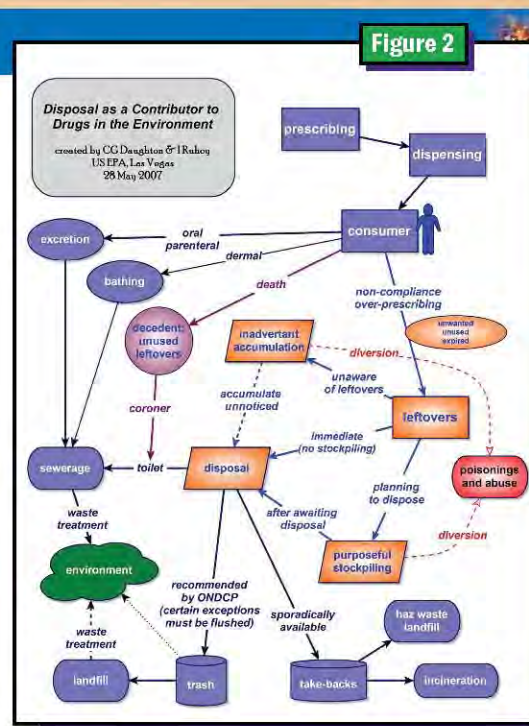 Figure 2
Disposal as a Contributor to
Drugs in the Environment
created by CG Daughton & I Ruhoy
US EPA, Las Vegas
28 May 2007
prescribing
dispensing
consumer
excretion
oral
parenteral
dermal
bathing
death
non-compliance
over-prescribing
unwanted
unused
expired
decedent:
unused
leftovers
inadvertant
accumulation
diversion
unaware
of leftovers
leftovers
coroner
accumulate
unnoticed
immediate
(no stockpiling)
sewerage
toilet
disposal
planning
to dispose
poisonings
and abuse
after awaiting
disposal
purposeful
stockpiling
diversion
waste
treatment
environment
recommended
by ONDCP
(certain exceptions
must be flushed)
sporadically
available
haz waste
landfill
waste
treatment
landfill
trash
take-backs
incineration